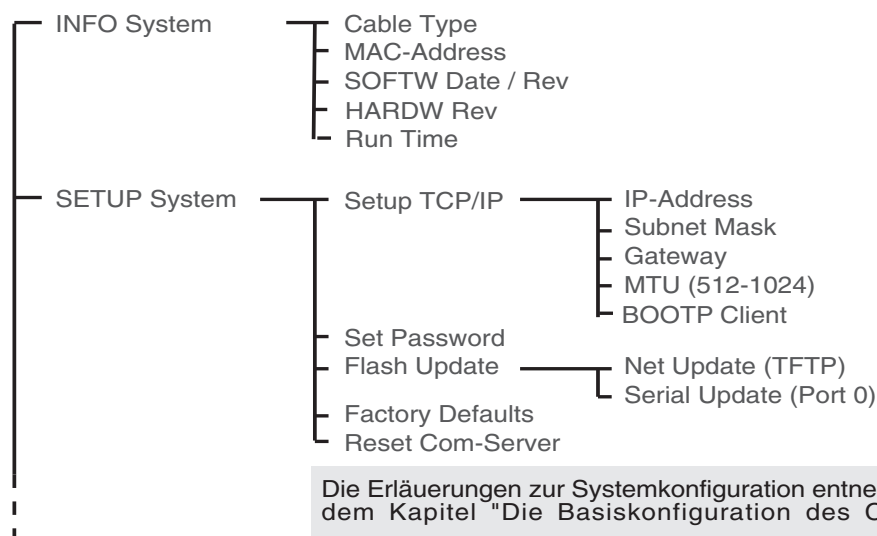 INFO System Cable Type
MAC-Address
SOFTW Date / Rev
HARDW Rev
Run Time
SETUP System Setup TCP/IP IP-Address
Subnet Mask
Gateway
MTU (512-1024)
BOOTP Client
Set Password
Flash Update Net Update (TFTP)
Serial Update (Port 0)
Factory Defaults
Reset Com-Server
Die Erläuerungen zur Systemkonfiguration
dem Kapitel "Die Basiskonfiguration des